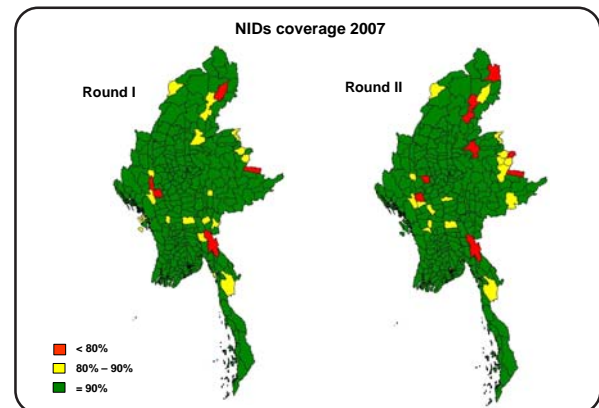 NIDs coverage 2007
Round I
Round II
< 80%
80% – 90%
= 90%